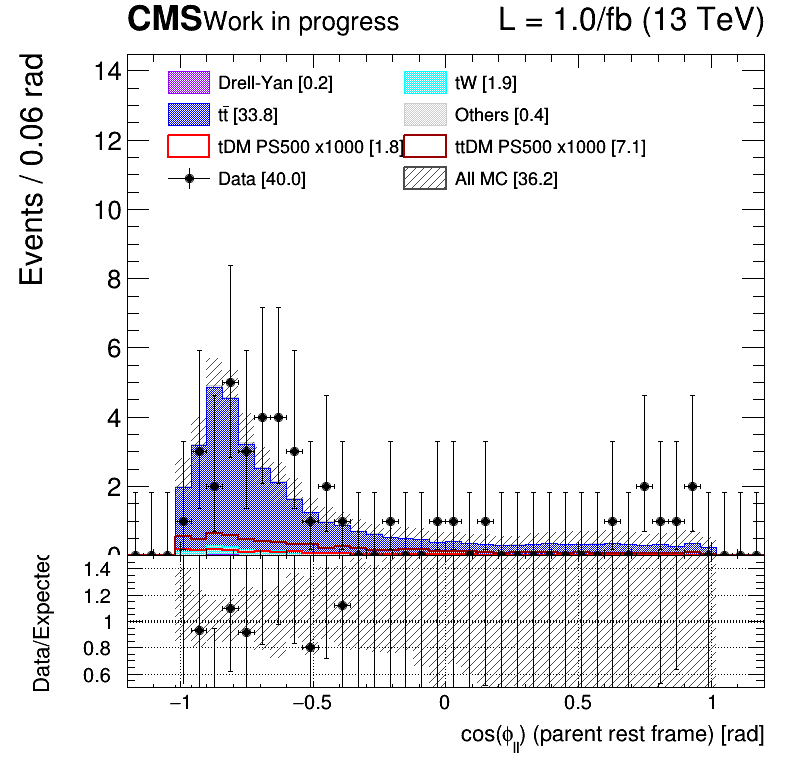 CMS Work in progress L = 1.0/fb (13 TeV)
Events / 0.06 rad
14
12
10
8
6
4
2
0
Drell-Yan [0.2] tW [1.9]
tt̄ [33.8] Others [0.4]
tDM PS500 x1000 [1.8] ttDM PS500 x1000 [7.1]
Data [40.0] All MC [36.2]
Data/Expected
1.4
1.2
1
0.8
0.6
−1 −0.5 0 0.5 1
cos(ϕll) (parent rest frame) [rad]